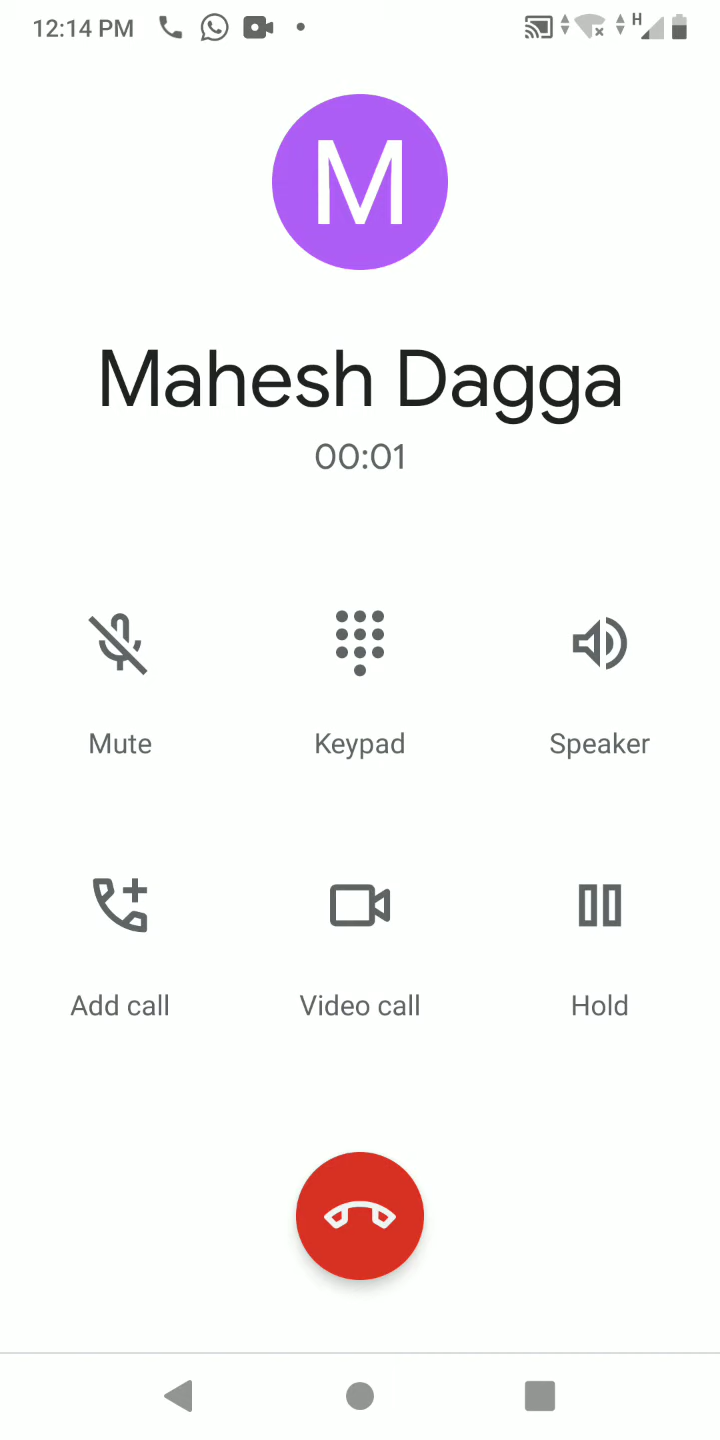 12:14 PM
H
M
Mahesh Dagga
00:01
Mute Keypad Speaker
Add call Video call Hold